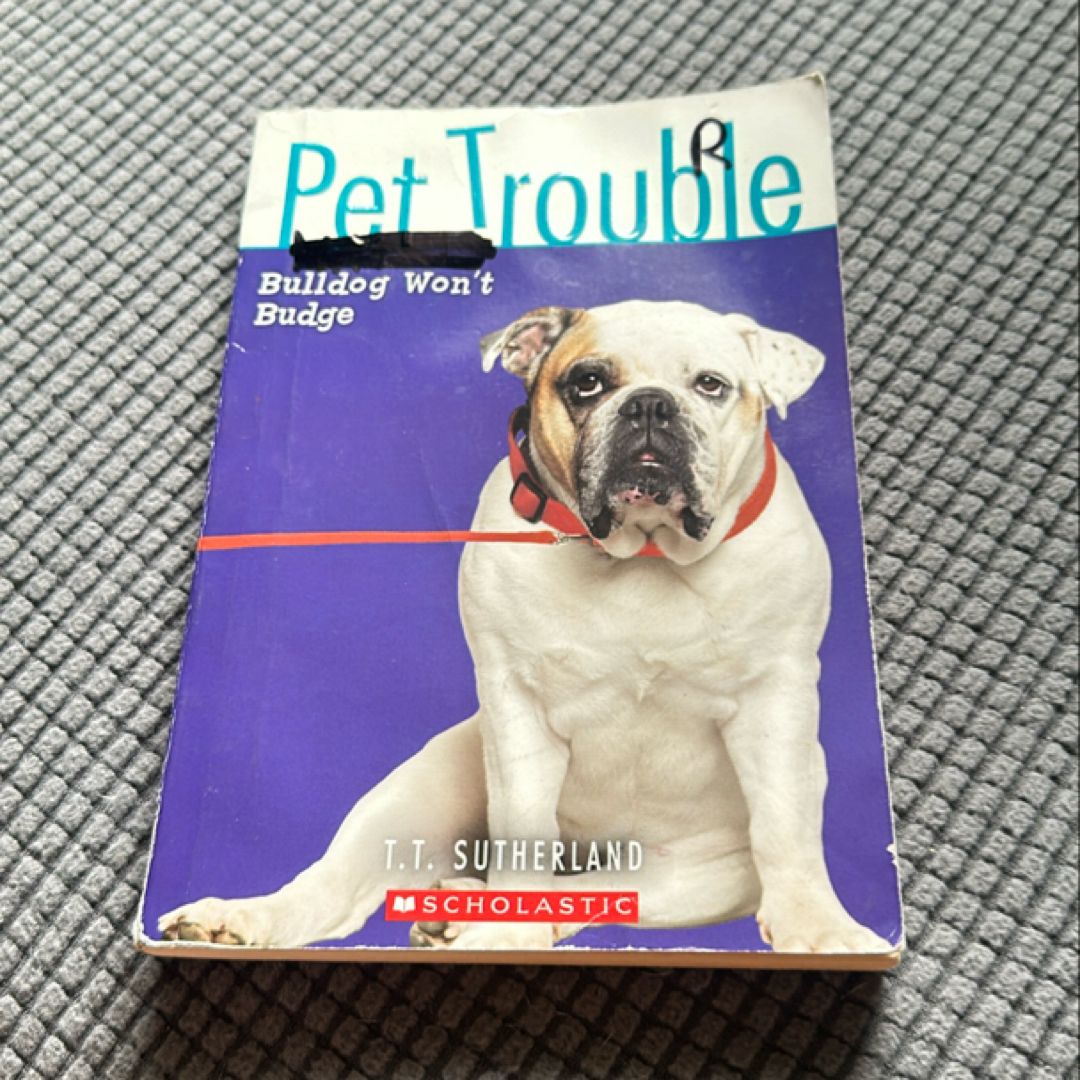 Pet Trouble
R
Bulldog Won't
Budge
T.T. SUTHERLAND
SCHOLASTIC